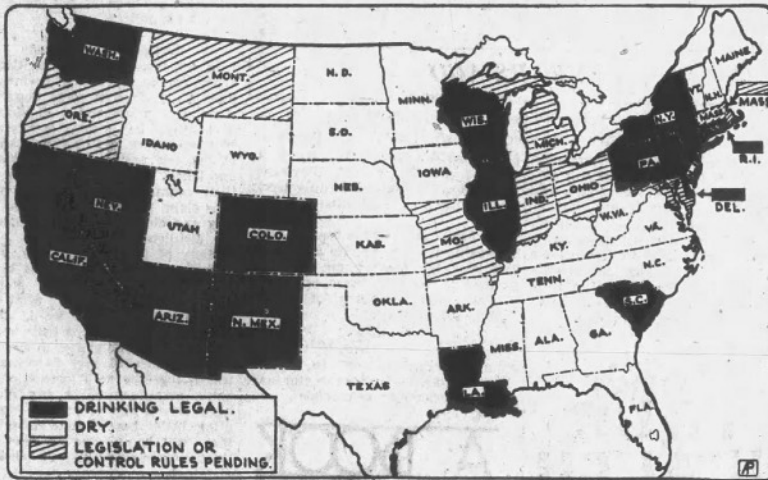 WASH.
MONT.
N. D.
MINN.
MAINE
VT.
N.H.
MASS.
MASS
ORE.
IDAHO
WYO.
S.D.
WIS.
MICH.
N.Y.
R.I.
PA.
DEL.
NEV.
UTAH
COLO.
NEB.
IOWA
ILL.
IND.
OHIO
W.VA.
VA.
KAS.
MO.
KY.
CALIF.
ARIZ.
N. MEX.
OKLA.
ARK.
TENN.
N.C.
S.C.
TEXAS
LA.
MISS.
ALA.
GA.
FLA.
DRINKING LEGAL.
DRY.
LEGISLATION OR
CONTROL RULES PENDING.
AP